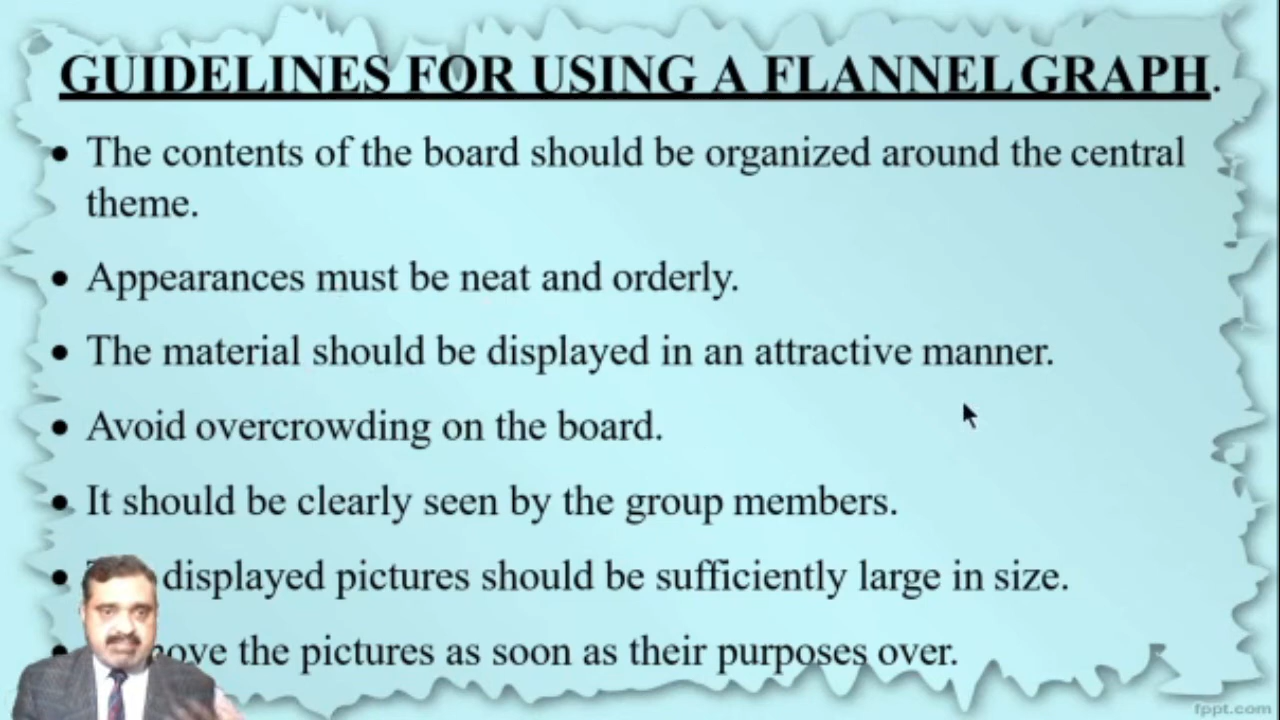 GUIDELINES FOR USING A FLANNEL GRAPH.
• The contents of the board should be organized around the central
theme.
• Appearances must be neat and orderly.
• The material should be displayed in an attractive manner.
• Avoid overcrowding on the board.
• It should be clearly seen by the group members.
• displayed pictures should be sufficiently large in size.
• the pictures as soon as their purposes over.
fppt.com